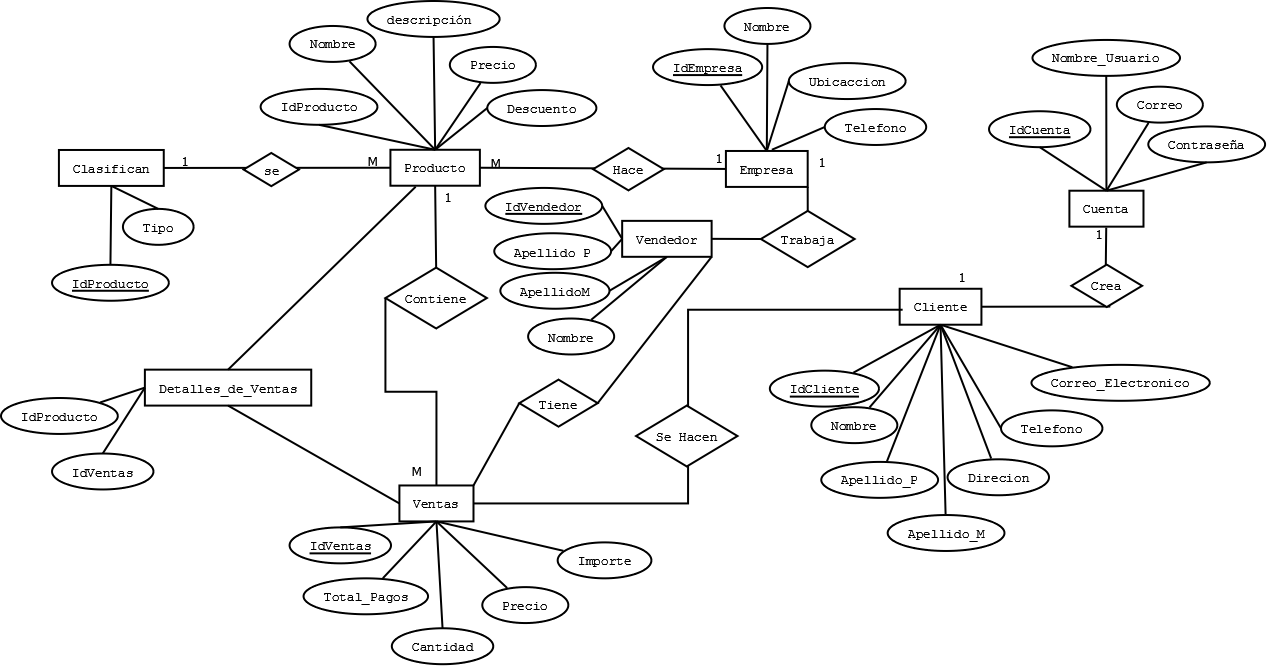 descripción
Nombre
Nombre
Precio
Nombre_Usuario
IdEmpresa
Ubicaccion
IdProducto
Descuento
Correo
Telefono
IdCuenta
Contraseña
Clasifican
1
se
M
Producto
M
Hace
1
Empresa
1
1
IdVendedor
Cuenta
Tipo
Vendedor
Trabaja
1
Apellido P
IdProducto
ApellidoM
Contiene
1
Crea
Cliente
Nombre
Detalles_de_Ventas
IdCliente
Correo_Electronico
Tiene
IdProducto
Nombre
Telefono
Se Hacen
IdVentas
M
Apellido_P
Direcion
Ventas
Apellido_M
IdVentas
Importe
Total_Pagos
Precio
Cantidad